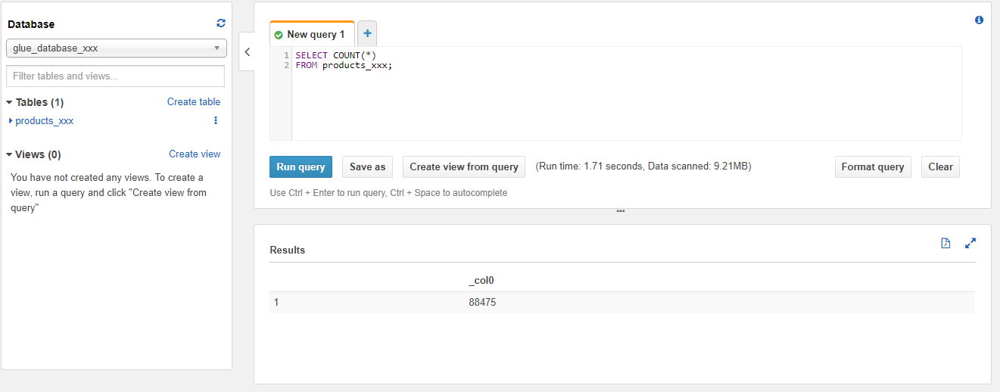 Database
glue_database_xxx
Filter tables and views...
Tables (1)
Create table
products_xxx
Views (0)
Create view
You have not created any views. To create a
view, run a query and click "Create view from
query"
New query 1
1 SELECT COUNT(*)
2 FROM products_xxx;
Run query
Save as
Create view from query
(Run time: 1.71 seconds, Data scanned: 9.21MB)
Format query
Clear
Use Ctrl + Enter to run query, Ctrl + Space to autocomplete
Results
_col0
1 88475